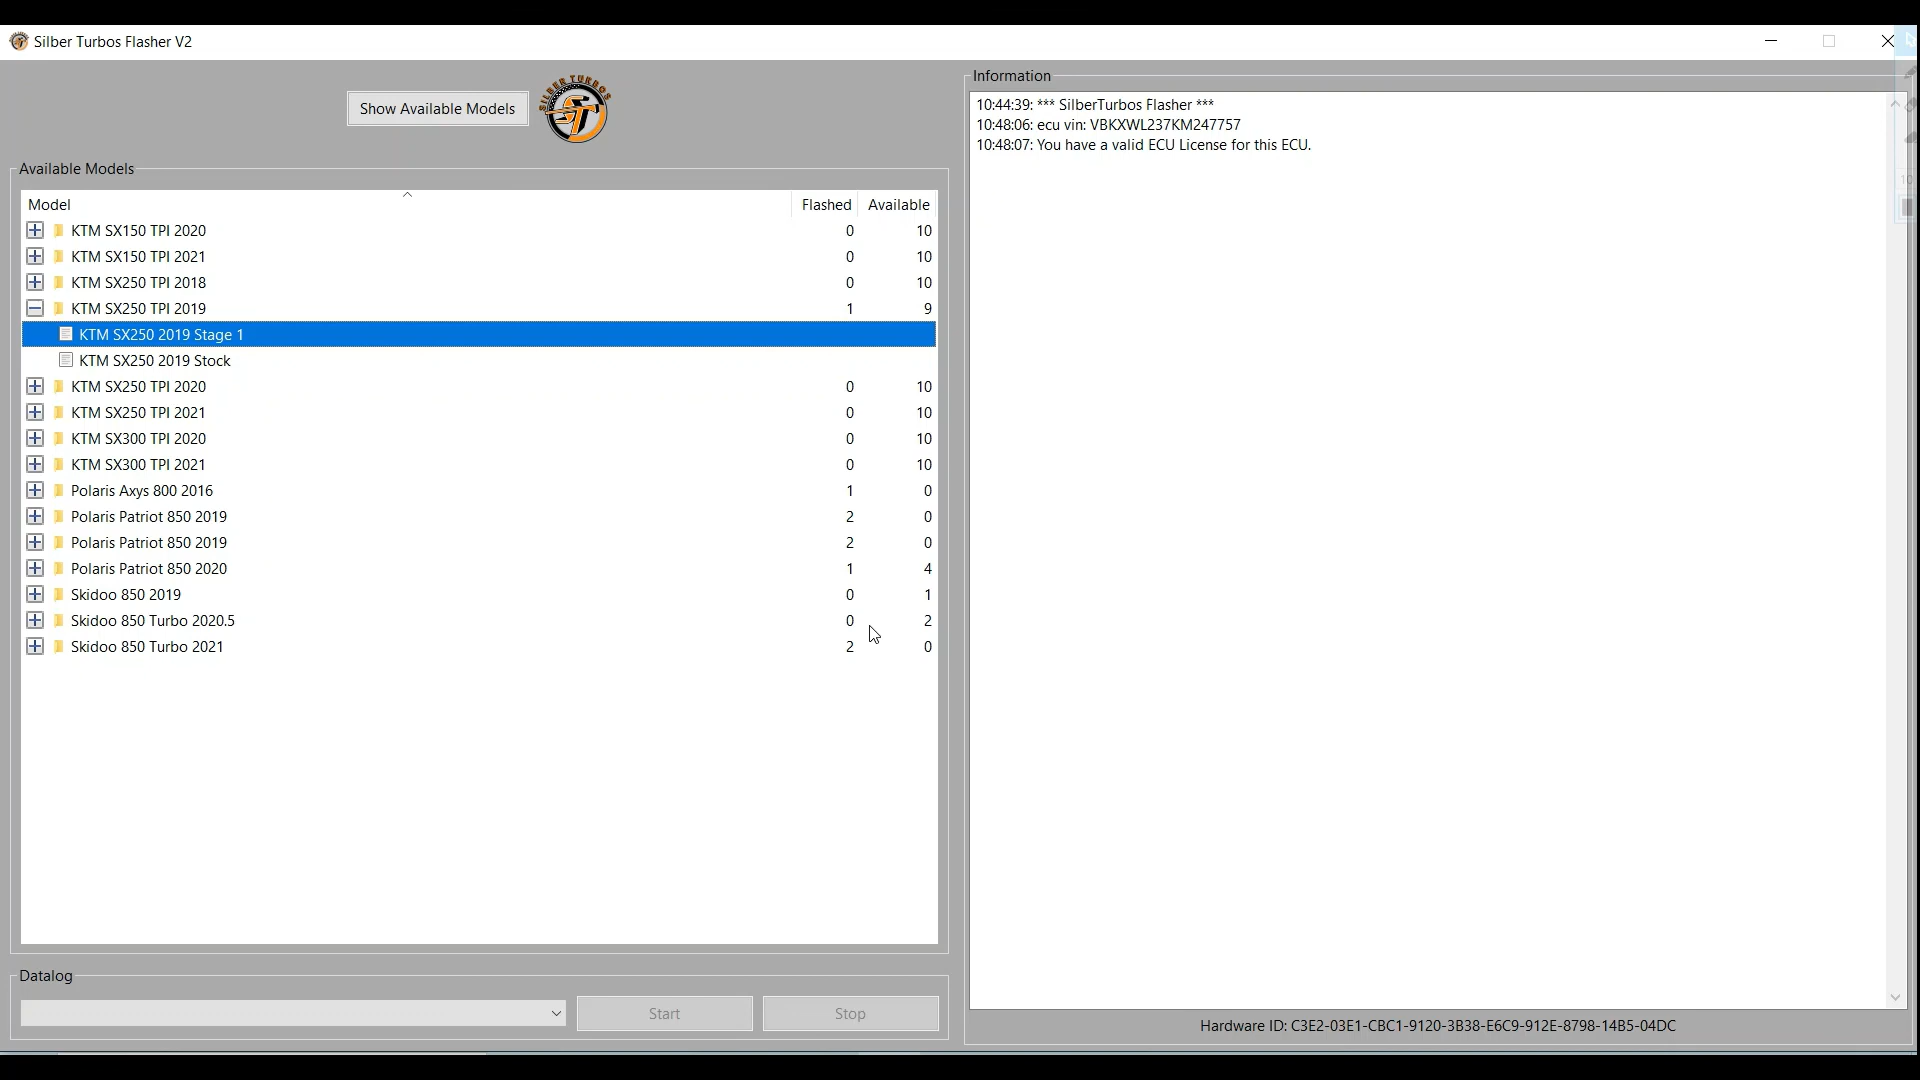 Silber Turbos Flasher V2
Show Available Models
SILBER TURBOS
ST
Available Models
Model Flashed Available
KTM SX150 TPI 2020 0 10
KTM SX150 TPI 2021 0 10
KTM SX250 TPI 2018 0 10
KTM SX250 TPI 2019 1 9
KTM SX250 2019 Stage 1
KTM SX250 2019 Stock
KTM SX250 TPI 2020 0 10
KTM SX250 TPI 2021 0 10
KTM SX300 TPI 2020 0 10
KTM SX300 TPI 2021 0 10
Polaris Axys 800 2016 1 0
Polaris Patriot 850 2019 2 0
Polaris Patriot 850 2019 2 0
Polaris Patriot 850 2020 1 4
Skidoo 850 2019 0 1
Skidoo 850 Turbo 2020.5 0 2
Skidoo 850 Turbo 2021 2 0
Datalog
Start Stop
Information
10:44:39: *** SilberTurbos Flasher ***
10:48:06: ecu vin: VBKXWL237KM247757
10:48:07: You have a valid ECU License for this ECU.
10
Hardware ID: C3E2-03E1-CBC1-9120-3B38-E6C9-912E-8798-14B5-04DC